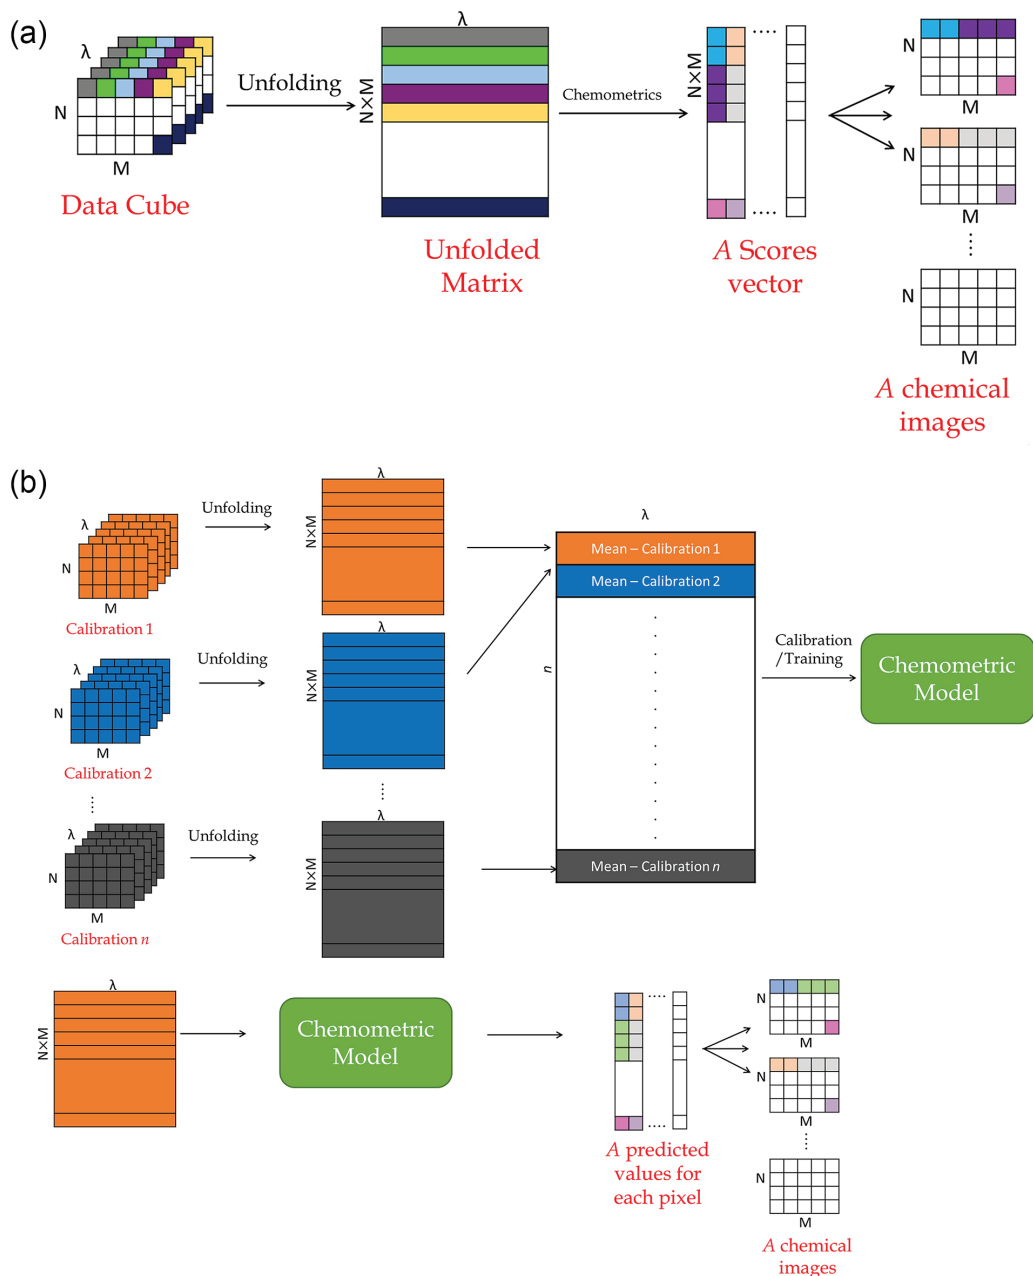 (a)
λ
N
M
Data Cube
Unfolding
λ
N×M
Unfolded
Matrix
Chemometrics
N×M
....
....
A Scores
vector
N
M
N
M
N
M
A chemical
images
(b)
λ
N
M
Calibration 1
Unfolding
λ
N×M
λ
N
M
Calibration 2
Unfolding
λ
N×M
λ
N
M
Calibration n
Unfolding
λ
N×M
λ
n
Mean – Calibration 1
Mean – Calibration 2
Mean – Calibration n
Calibration
/Training
Chemometric
Model
λ
N×M
Chemometric
Model
....
....
A predicted
values for
each pixel
N
M
N
M
N
M
A chemical
images